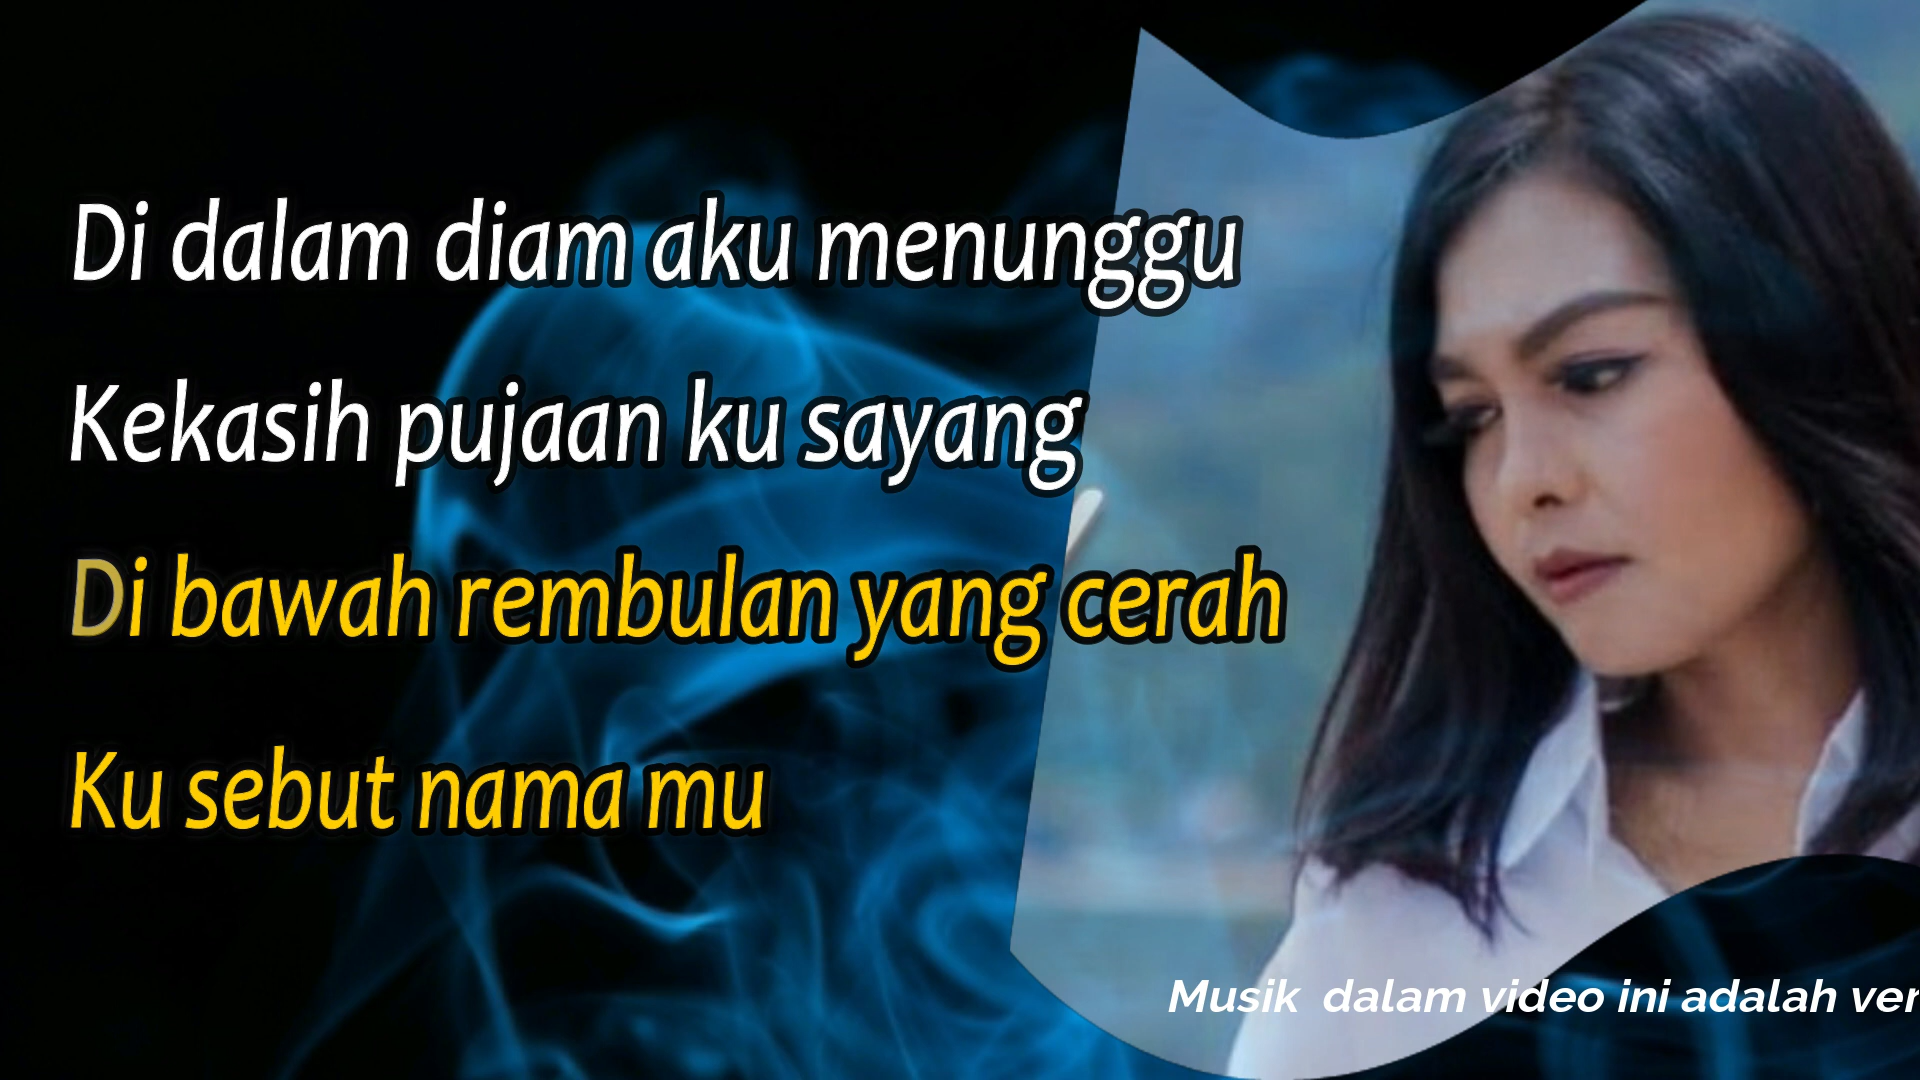 Di dalam diam aku menunggu
Kekasih pujaan ku sayang
Di bawah rembulan yang cerah
Ku sebut nama mu
Musik dalam video ini adalah